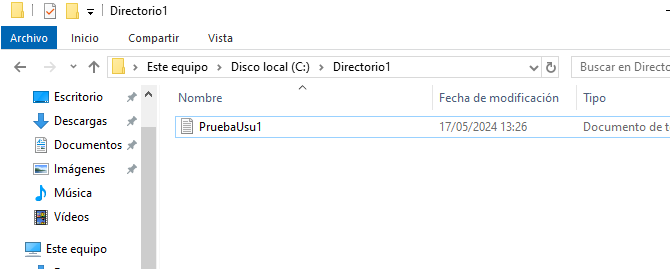 Directorio1
Archivo Inicio Compartir Vista
Este equipo > Disco local (C:) > Directorio1
Buscar en Directo
Escritorio
Descargas
Documentos
Imágenes
Música
Vídeos
Este equipo
Nombre Fecha de modificación Tipo
PruebaUsu1 17/05/2024 13:26 Documento de te